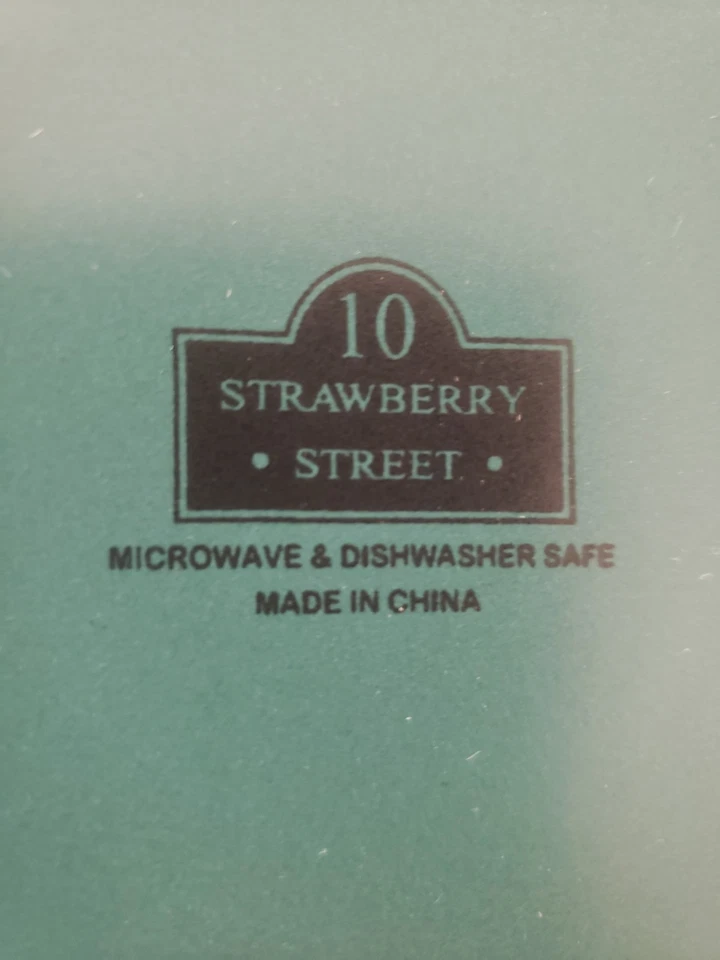 10
STRAWBERRY
• STREET •
MICROWAVE & DISHWASHER SAFE
MADE IN CHINA